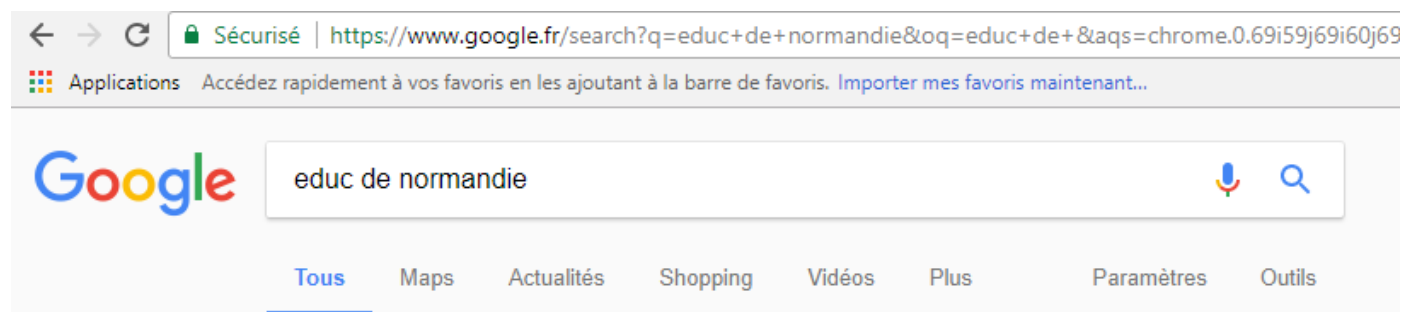 Sécurisé | https://www.google.fr/search?q=educ+de+normandie&oq=educ+de+&aqs=chrome.0.69i59j69i60j69
Applications Accédez rapidement à vos favoris en les ajoutant à la barre de favoris. Importer mes favoris maintenant...
Google educ de normandie
Tous Maps Actualités Shopping Vidéos Plus Paramètres Outils